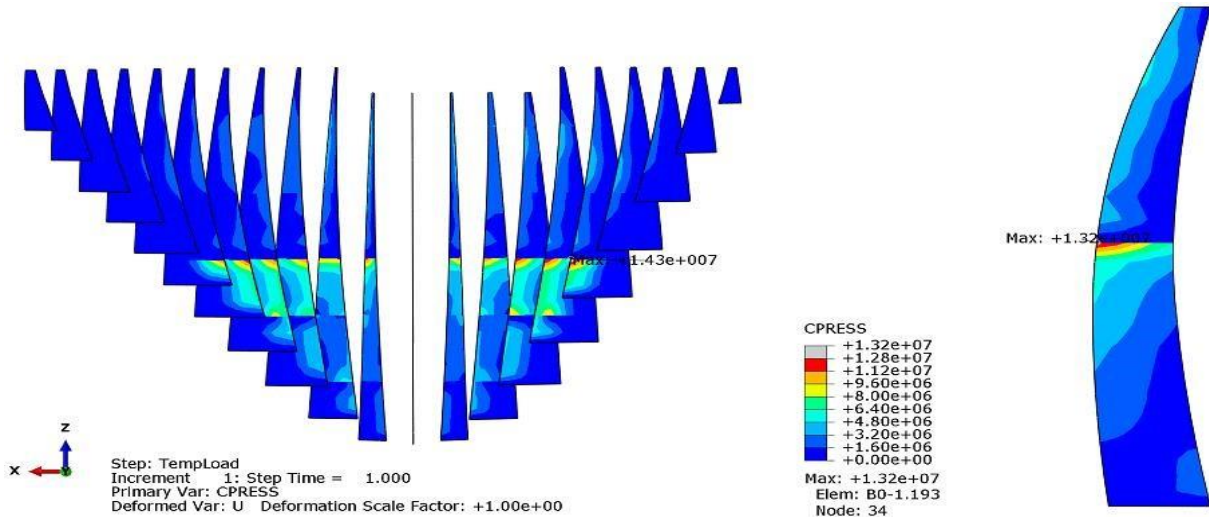 Max: +1.43e+007
Z
X
Y
Step: TempLoad
Increment 1: Step Time = 1.000
Primary Var: CPRESS
Deformed Var: U Deformation Scale Factor: +1.00e+00
Max: +1.32e+007
CPRESS
+1.32e+07
+1.28e+07
+1.12e+07
+9.60e+06
+8.00e+06
+6.40e+06
+4.80e+06
+3.20e+06
+1.60e+06
+0.00e+00
Max: +1.32e+07
Elem: B0-1.193
Node: 34